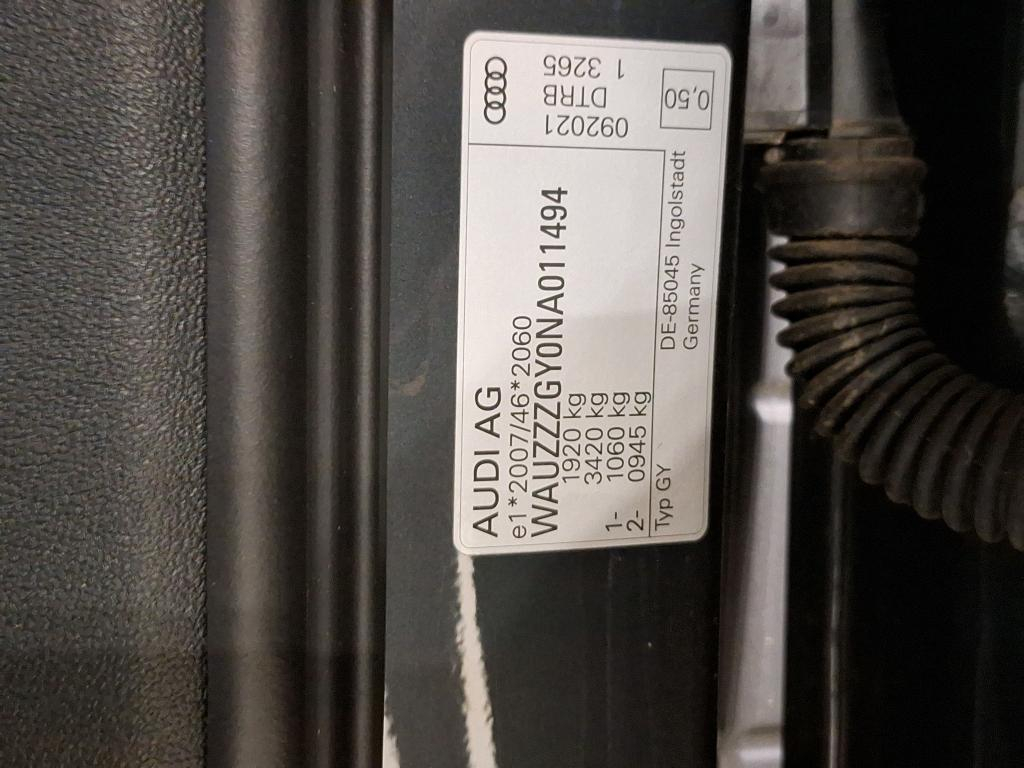 AUDI AG
e1*2007/46*2060
WAUZZZGY0NA011494
1920 kg
3420 kg
1- 1060 kg
2- 0945 kg
Typ GY
DE-85045 Ingolstadt
Germany
092021
DTRB
1 3265
0,50